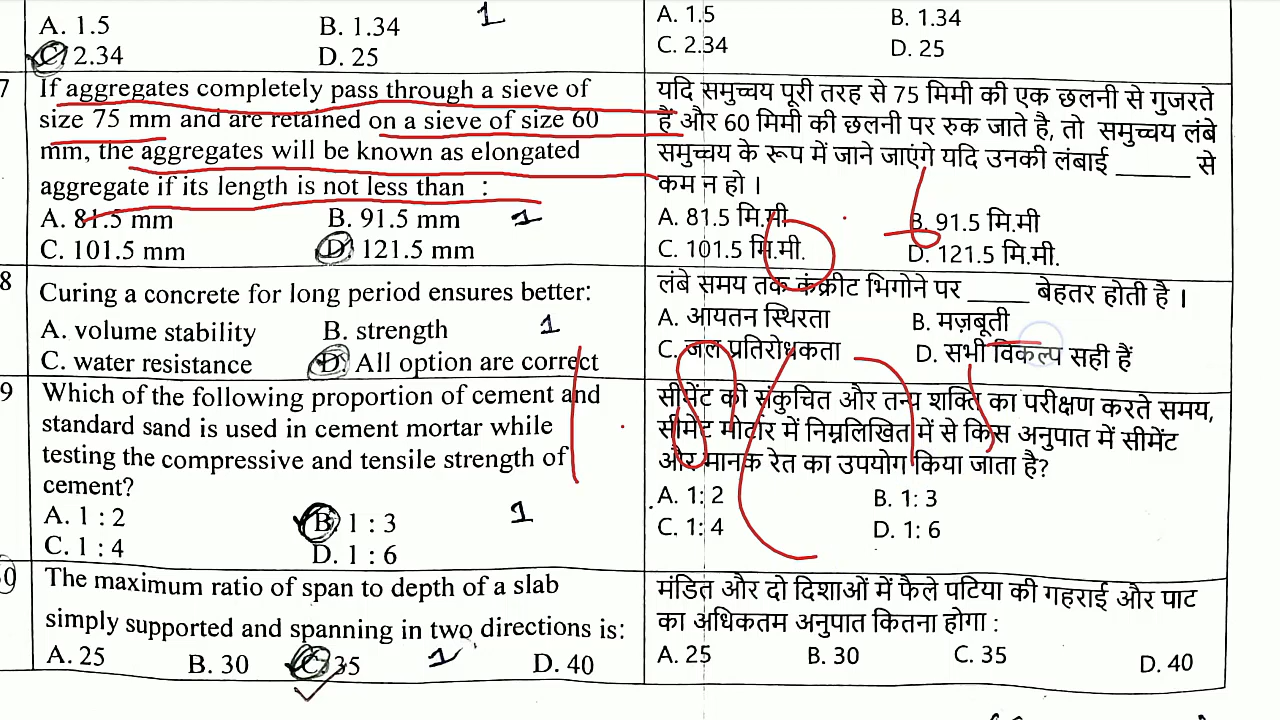 A. 1.5 B. 1.34 1
C. 2.34 D. 25
7 If aggregates completely pass through a sieve of
size 75 mm and are retained on a sieve of size 60
mm, the aggregates will be known as elongated
aggregate if its length is not less than :
A. 81.5 mm B. 91.5 mm 1
C. 101.5 mm D. 121.5 mm
8 Curing a concrete for long period ensures better:
A. volume stability B. strength 1
C. water resistance D. All option are correct
9 Which of the following proportion of cement and
standard sand is used in cement mortar while
testing the compressive and tensile strength of
cement?
A. 1 : 2 B. 1 : 3 1
C. 1 : 4 D. 1 : 6
0 The maximum ratio of span to depth of a slab
simply supported and spanning in two directions is:
A. 25 B. 30 C. 35 1 D. 40
A. 1.5 B. 1.34
C. 2.34 D. 25
यदि समुच्चय पूरी तरह से 75 मिमी की एक छलनी से गुजरते
हैं और 60 मिमी की छलनी पर रुक जाते है, तो समुच्चय लंबे
समुच्चय के रूप में जाने जाएंगे यदि उनकी लंबाई ______ से
कम न हो ।
A. 81.5 मि.मी B. 91.5 मि.मी
C. 101.5 मि.मी. D. 121.5 मि.मी.
लंबे समय तक कंक्रीट भिगोने पर _____ बेहतर होती है ।
A. आयतन स्थिरता B. मज़बूती
C. जल प्रतिरोधकता D. सभी विकल्प सही हैं
सीमेंट की संकुचित और तन्य शक्ति का परीक्षण करते समय,
सीमेंट मोर्टार में निम्नलिखित में से किस अनुपात में सीमेंट
और मानक रेत का उपयोग किया जाता है?
A. 1: 2 B. 1: 3
C. 1: 4 D. 1: 6
मंडित और दो दिशाओं में फैले पटिया की गहराई और पाट
का अधिकतम अनुपात कितना होगा :
A. 25 B. 30 C. 35 D. 40